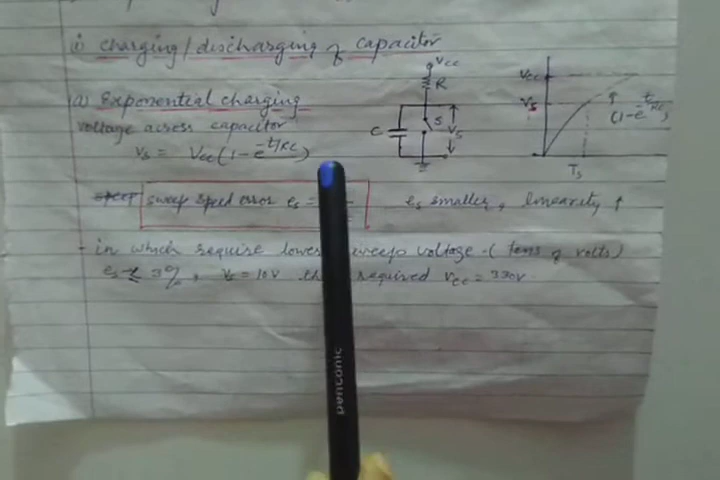 i) charging/discharging of capacitor
a) Exponential charging
voltage across capacitor
Vs = Vcc (1-e^-t/RC)
Vcc
R
C
S
Vs
Vcc
Vs
(1-e^-t/RC)
Ts
sweep speed error es =
es smaller, linearity ↑
- in which require lower sweep voltage - (tens of volts)
es ≤ 3%, Vs = 10V required Vcc = 330V
pentonic